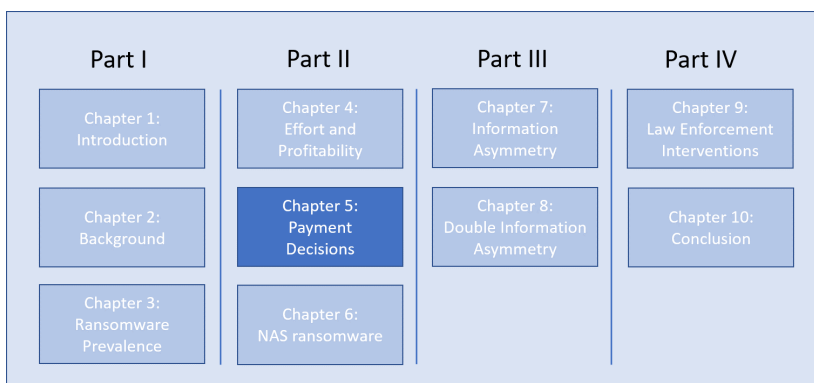 Part I
Chapter 1:
Introduction
Chapter 2:
Background
Chapter 3:
Ransomware
Prevalence
Part II
Chapter 4:
Effort and
Profitability
Chapter 5:
Payment
Decisions
Chapter 6:
NAS ransomware
Part III
Chapter 7:
Information
Asymmetry
Chapter 8:
Double Information
Asymmetry
Part IV
Chapter 9:
Law Enforcement
Interventions
Chapter 10:
Conclusion